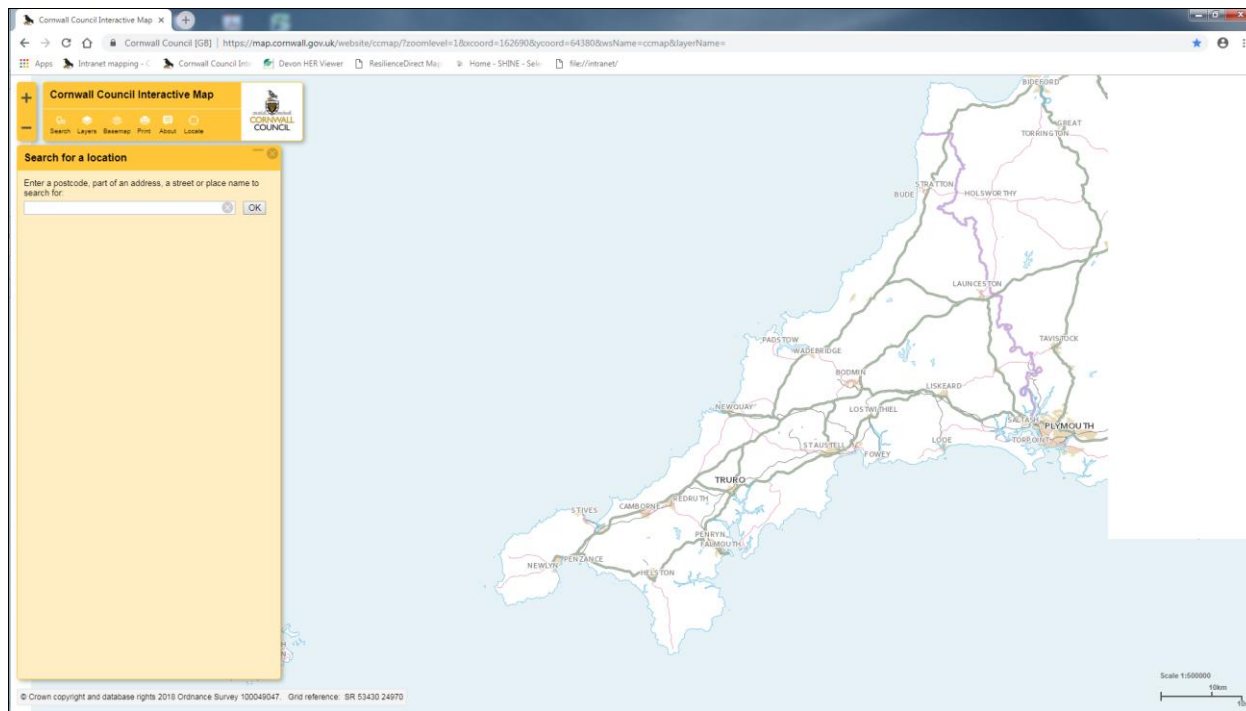 Cornwall Council Interactive Map
Cornwall Council [GB] | https://map.cornwall.gov.uk/website/ccmap/?zoomlevel=1&xcoord=162690&ycoord=64380&wsName=ccmap&layerName=
Apps
Intranet mapping - C
Cornwall Council Inte
Devon HER Viewer
ResilienceDirect Map
Home - SHINE - Sele
file://intranet/
Cornwall Council Interactive Map
Search Layers Basemap Print About Locate
CORNWALL
COUNCIL
Search for a location
Enter a postcode, part of an address, a street or place name to
search for
OK
BIDEFORD
GREAT
TORRINGTON
STRATTON
BUDE
HOLSWORTHY
LAUNCESTON
TAVISTOCK
PADSTOW
WADEBRIDGE
BODMIN
LISKEARD
NEWQUAY
LOSTWITHIEL
SALTASH
PLYMOUTH
ST AUSTELL
LOOE
TORPOINT
FOWEY
TRURO
REDRUTH
CAMBORNE
ST IVES
PENRYN
FALMOUTH
PENZANCE
NEWLYN
HELSTON
Scale 1:500000
10km
© Crown copyright and database rights 2018 Ordnance Survey 100049047. Grid reference: SR 53430 24970